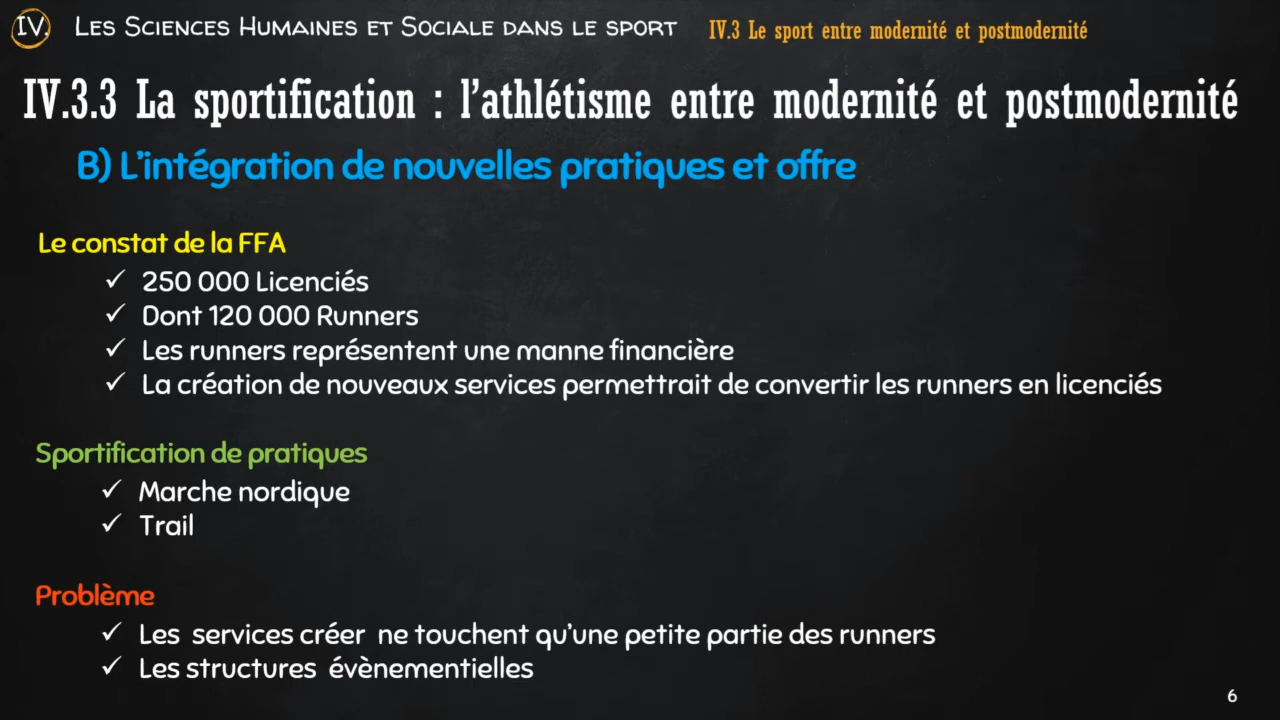 IV. Les Sciences Humaines et Sociale dans le sport IV.3 Le sport entre modernité et postmodernité
IV.3.3 La sportification : l'athlétisme entre modernité et postmodernité
B) L'intégration de nouvelles pratiques et offre
Le constat de la FFA
✓ 250 000 Licenciés
✓ Dont 120 000 Runners
✓ Les runners représentent une manne financière
✓ La création de nouveaux services permettrait de convertir les runners en licenciés
Sportification de pratiques
✓ Marche nordique
✓ Trail
Problème
✓ Les services créer ne touchent qu'une petite partie des runners
✓ Les structures évènementielles
6